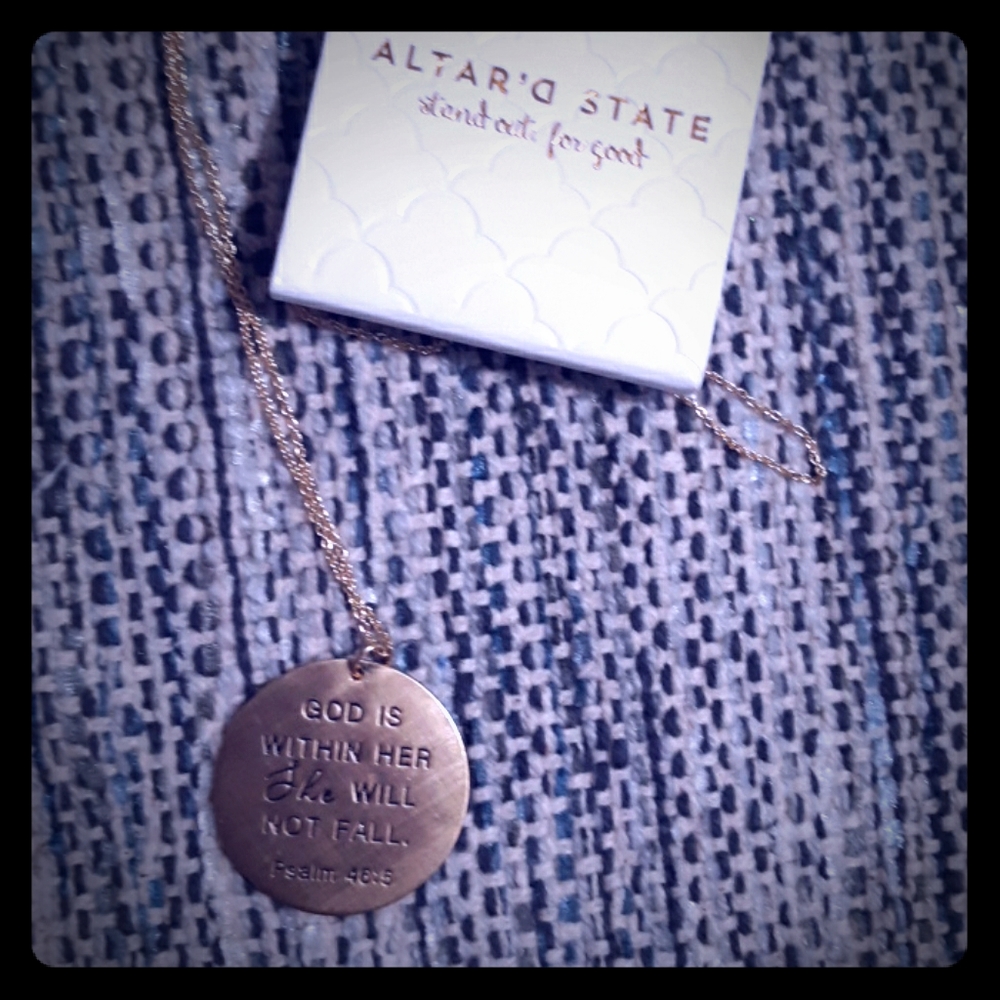 ALTAR'D STATE
stand out. for good
GOD IS
WITHIN HER
She WILL
NOT FALL.
Psalm 46:5